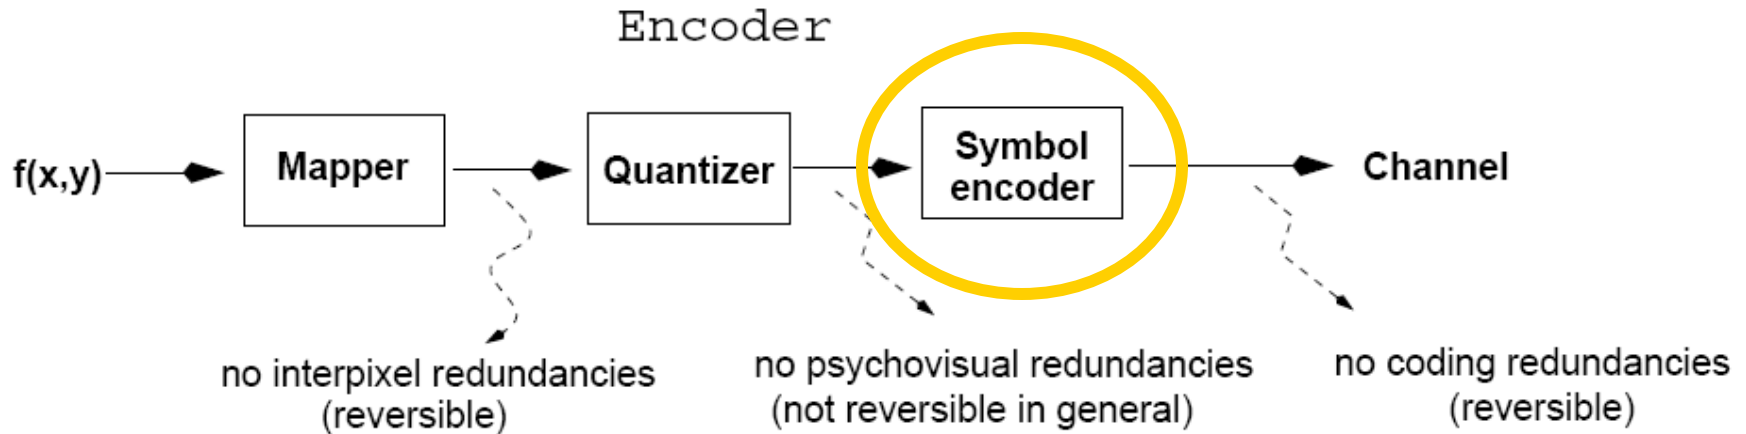 Encoder
f(x,y)
Mapper
Quantizer
Symbol
encoder
Channel
no interpixel redundancies
(reversible)
no psychovisual redundancies
(not reversible in general)
no coding redundancies
(reversible)